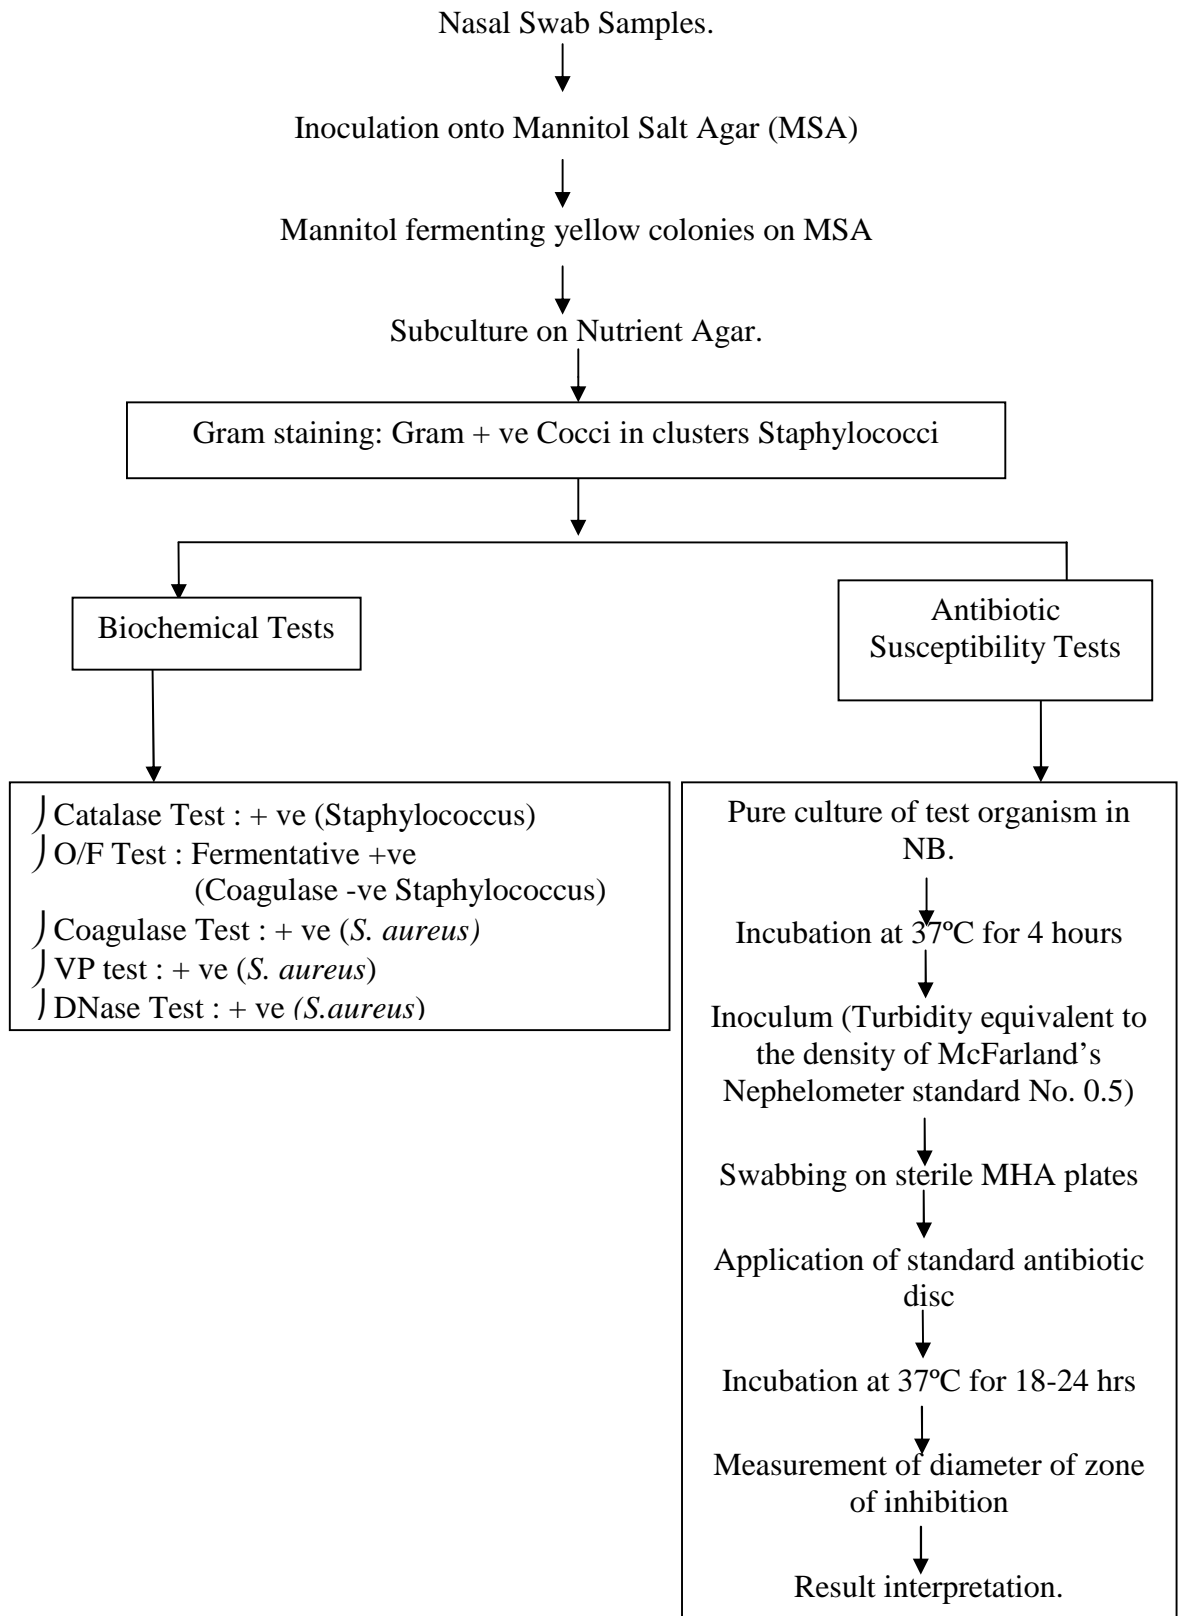 Nasal Swab Samples.
Inoculation onto Mannitol Salt Agar (MSA)
Mannitol fermenting yellow colonies on MSA
Subculture on Nutrient Agar.
Gram staining: Gram + ve Cocci in clusters Staphylococci
Biochemical Tests
Catalase Test : + ve (Staphylococcus)
O/F Test : Fermentative +ve
(Coagulase -ve Staphylococcus)
Coagulase Test : + ve (S. aureus)
VP test : + ve (S. aureus)
DNase Test : + ve (S.aureus)
Antibiotic
Susceptibility Tests
Pure culture of test organism in
NB.
Incubation at 37ºC for 4 hours
Inoculum (Turbidity equivalent to
the density of McFarland’s
Nephelometer standard No. 0.5)
Swabbing on sterile MHA plates
Application of standard antibiotic
disc
Incubation at 37ºC for 18-24 hrs
Measurement of diameter of zone
of inhibition
Result interpretation.